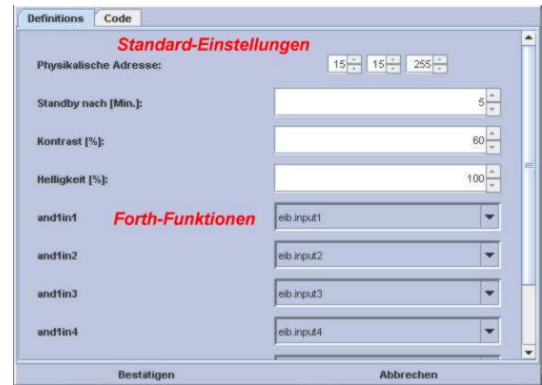 Definitions Code
Standard-Einstellungen
Physikalische Adresse: 15 15 255
Standby nach [Min.]: 5
Kontrast [%]: 60
Helligkeit [%]: 100
and1in1 Forth-Funktionen eib.input1
and1in2 eib.input2
and1in3 eib.input3
and1in4 eib.input4
Bestätigen Abbrechen